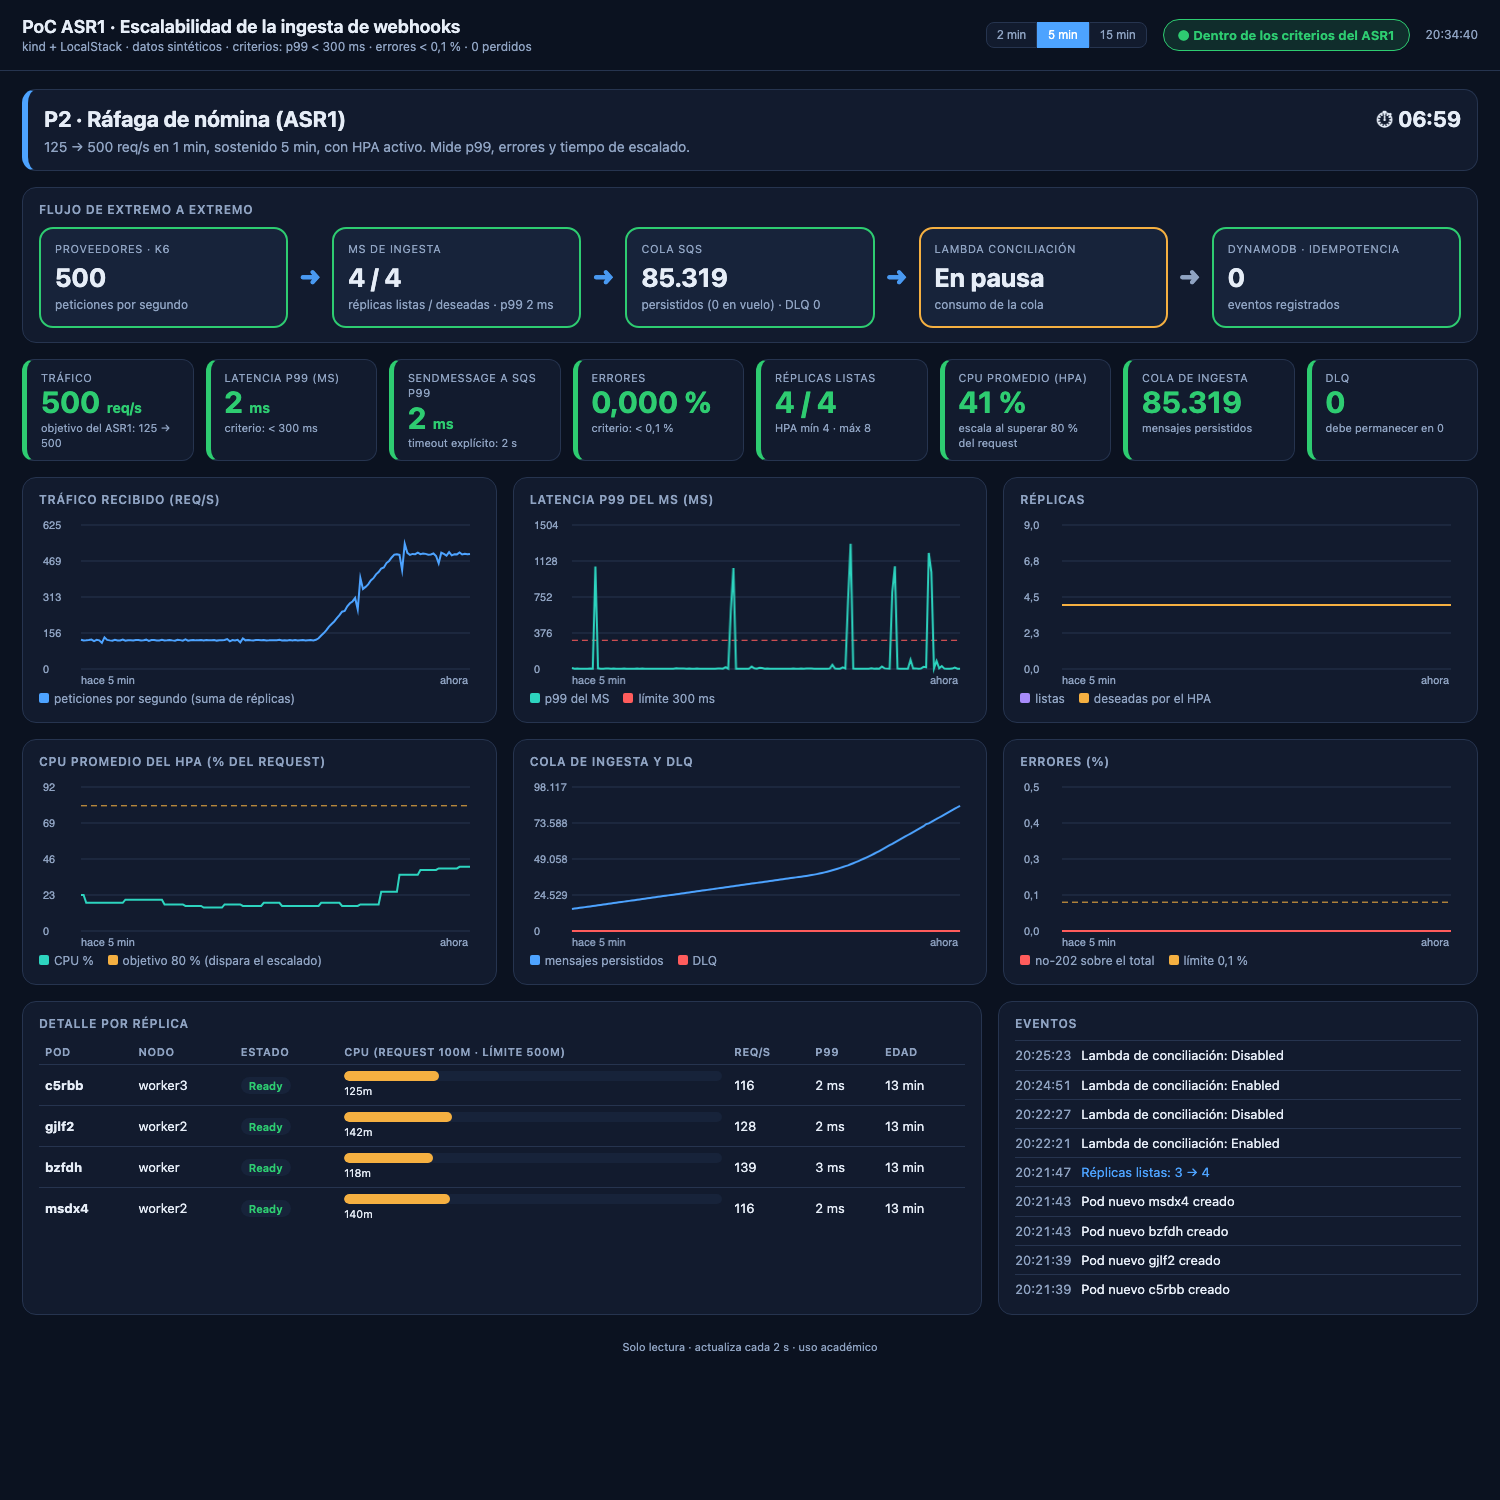 PoC ASR1 · Escalabilidad de la ingesta de webhooks
kind + LocalStack · datos sintéticos · criterios: p99 < 300 ms · errores < 0,1 % · 0 perdidos
2 min 5 min 15 min
Dentro de los criterios del ASR1
20:34:40
P2 · Ráfaga de nómina (ASR1)
⏱ 06:59
125 → 500 req/s en 1 min, sostenido 5 min, con HPA activo. Mide p99, errores y tiempo de escalado.
FLUJO DE EXTREMO A EXTREMO
PROVEEDORES · K6
500
peticiones por segundo
➜
MS DE INGESTA
4 / 4
réplicas listas / deseadas · p99 2 ms
➜
COLA SQS
85.319
persistidos (0 en vuelo) · DLQ 0
➜
LAMBDA CONCILIACIÓN
En pausa
consumo de la cola
➜
DYNAMODB · IDEMPOTENCIA
0
eventos registrados
TRÁFICO
500 req/s
objetivo del ASR1: 125 →
500
LATENCIA P99 (MS)
2 ms
criterio: < 300 ms
SENDMESSAGE A SQS
P99
2 ms
timeout explícito: 2 s
ERRORES
0,000 %
criterio: < 0,1 %
RÉPLICAS LISTAS
4 / 4
HPA mín 4 · máx 8
CPU PROMEDIO (HPA)
41 %
escala al superar 80 %
del request
COLA DE INGESTA
85.319
mensajes persistidos
DLQ
0
debe permanecer en 0
TRÁFICO RECIBIDO (REQ/S)
625
469
313
156
0
hace 5 min ahora
peticiones por segundo (suma de réplicas)
LATENCIA P99 DEL MS (MS)
1504
1128
752
376
0
hace 5 min ahora
p99 del MS límite 300 ms
RÉPLICAS
9,0
6,8
4,5
2,3
0,0
hace 5 min ahora
listas deseadas por el HPA
CPU PROMEDIO DEL HPA (% DEL REQUEST)
92
69
46
23
0
hace 5 min ahora
CPU % objetivo 80 % (dispara el escalado)
COLA DE INGESTA Y DLQ
98.117
73.588
49.058
24.529
0
hace 5 min ahora
mensajes persistidos DLQ
ERRORES (%)
0,5
0,4
0,3
0,1
0,0
hace 5 min ahora
no-202 sobre el total límite 0,1 %
DETALLE POR RÉPLICA
POD NODO ESTADO CPU (REQUEST 100M · LÍMITE 500M) REQ/S P99 EDAD
c5rbb worker3 Ready 125m 116 2 ms 13 min
gjlf2 worker2 Ready 142m 128 2 ms 13 min
bzfdh worker Ready 118m 139 3 ms 13 min
msdx4 worker2 Ready 140m 116 2 ms 13 min
EVENTOS
20:25:23 Lambda de conciliación: Disabled
20:24:51 Lambda de conciliación: Enabled
20:22:27 Lambda de conciliación: Disabled
20:22:21 Lambda de conciliación: Enabled
20:21:47 Réplicas listas: 3 → 4
20:21:43 Pod nuevo msdx4 creado
20:21:43 Pod nuevo bzfdh creado
20:21:39 Pod nuevo gjlf2 creado
20:21:39 Pod nuevo c5rbb creado
Solo lectura · actualiza cada 2 s · uso académico